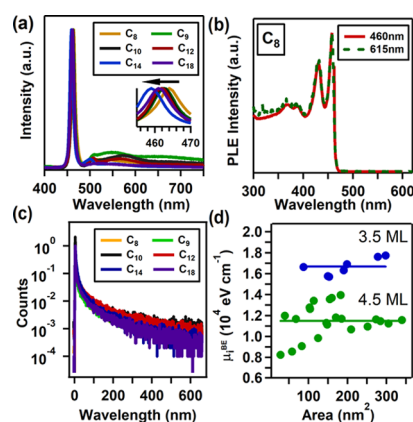 (a)
C8
C9
C10
C12
C14
C18
Intensity (a.u.)
460
470
400
500
600
700
Wavelength (nm)
(b)
C8
460nm
615nm
PLE Intensity (a.u.)
300
400
500
600
Wavelength (nm)
(c)
C8
C9
C10
C12
C14
C18
Counts
10^0
10^-1
10^-2
10^-3
10^-4
0
200
400
600
Wavelength (nm)
(d)
3.5 ML
4.5 ML
μi^BE (10^4 eV cm^-1)
2.0
1.8
1.6
1.4
1.2
1.0
0.8
0
100
200
300
Area (nm^2)